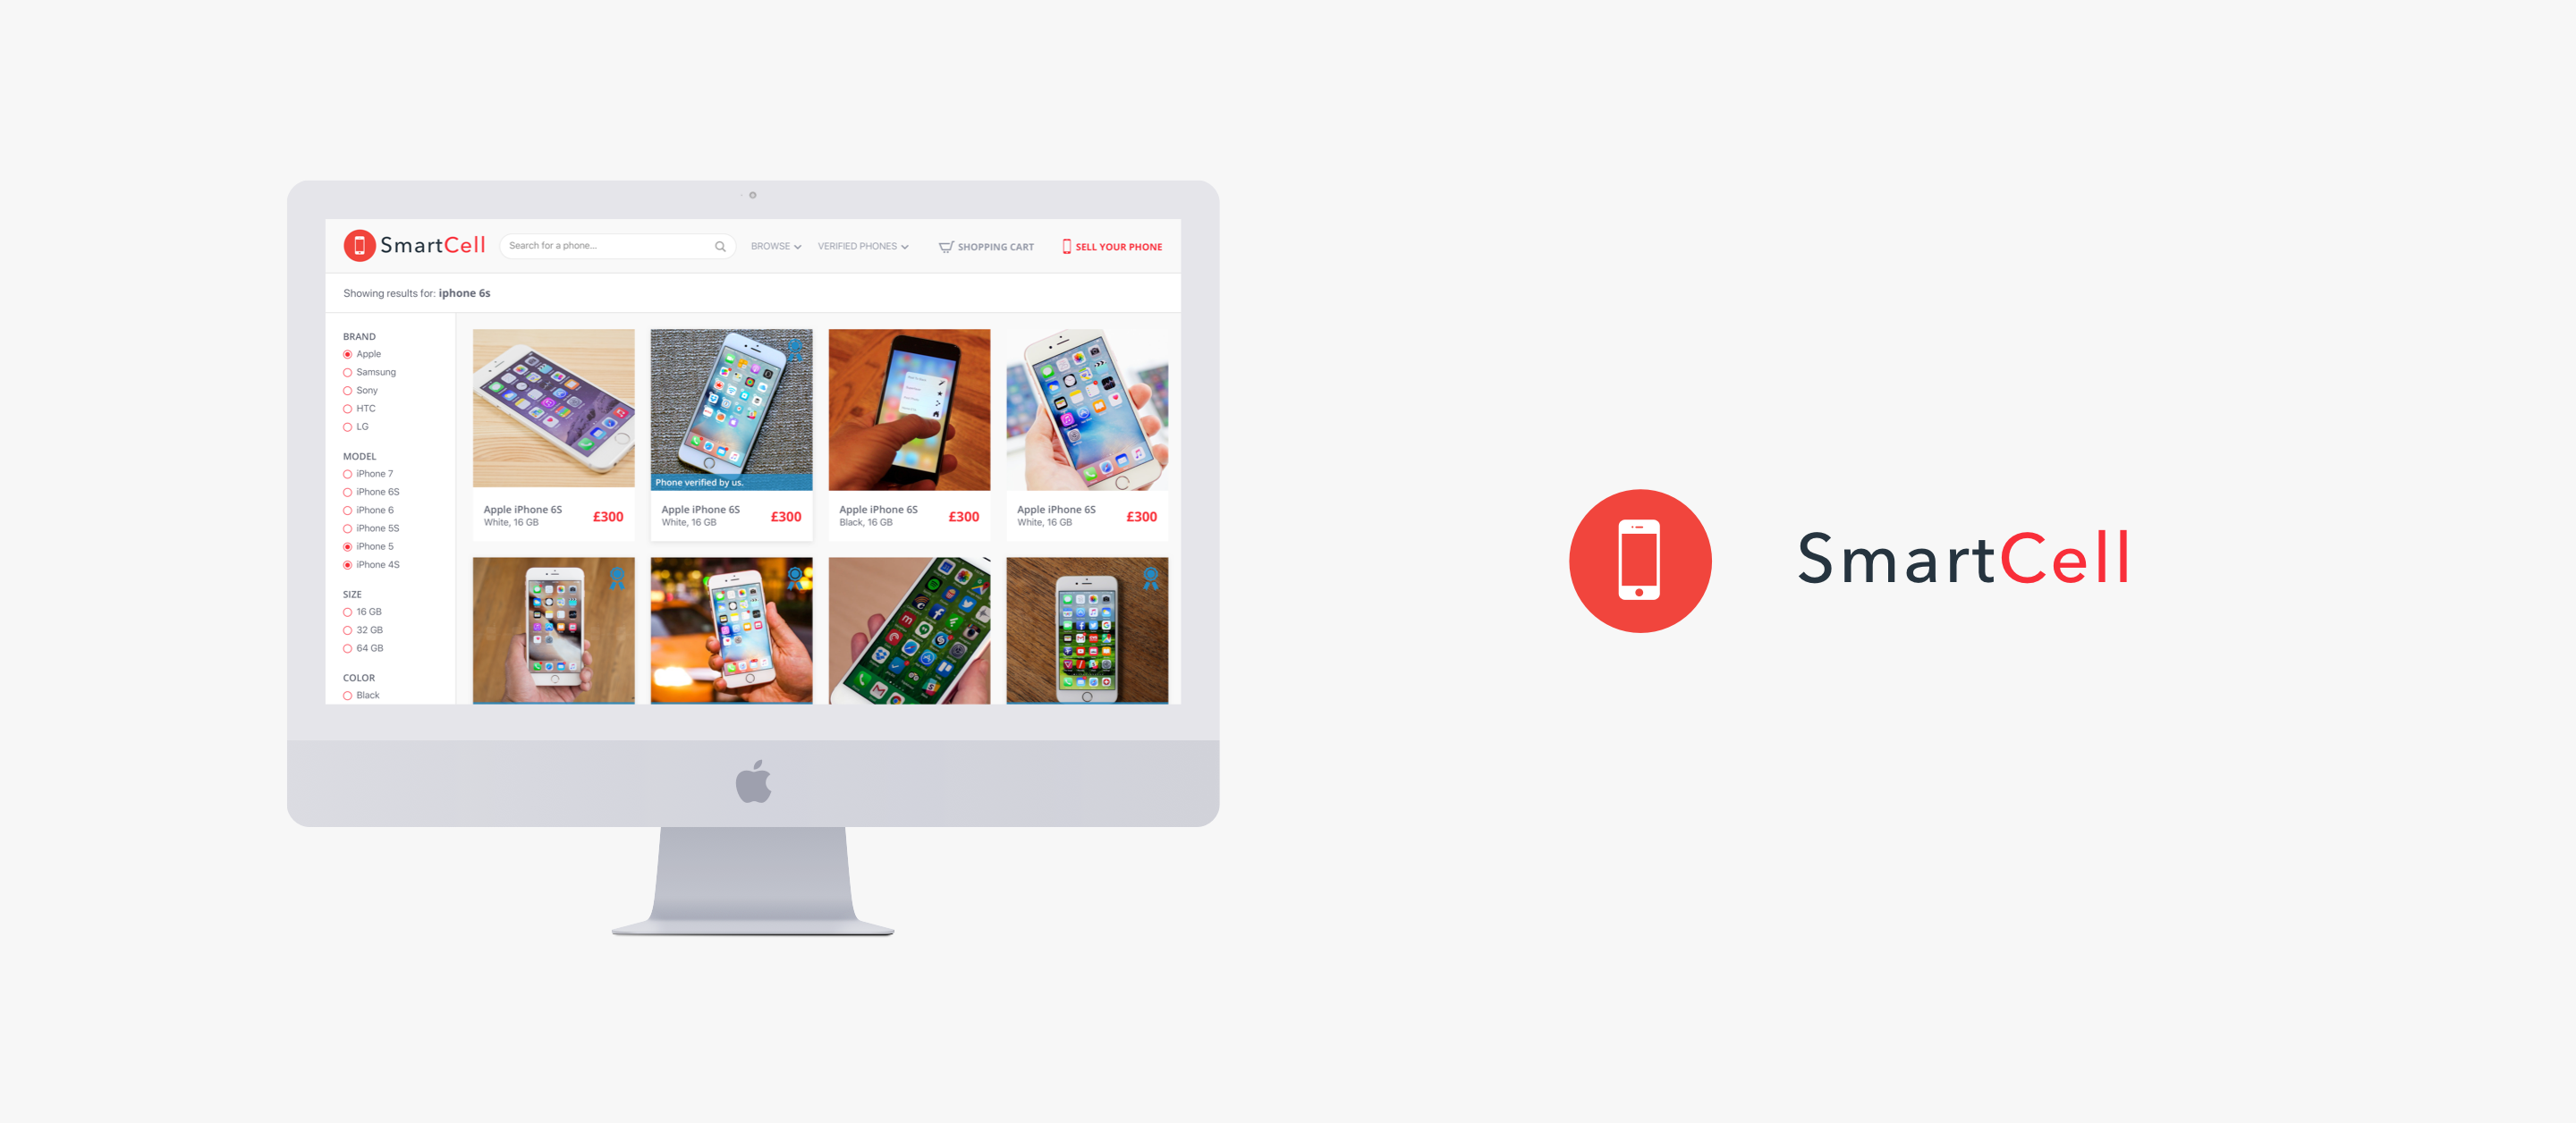 SmartCell
Search for a phone...
BROWSE
VERIFIED PHONES
SHOPPING CART
SELL YOUR PHONE
Showing results for: iphone 6s
BRAND
Apple
Samsung
Sony
HTC
LG
MODEL
iPhone 7
iPhone 6S
iPhone 6
iPhone 5S
iPhone 5
iPhone 4S
SIZE
16 GB
32 GB
64 GB
COLOR
Black
Phone verified by us.
Apple iPhone 6S
White, 16 GB
£300
Apple iPhone 6S
White, 16 GB
£300
Apple iPhone 6S
Black, 16 GB
£300
Apple iPhone 6S
White, 16 GB
£300
SmartCell